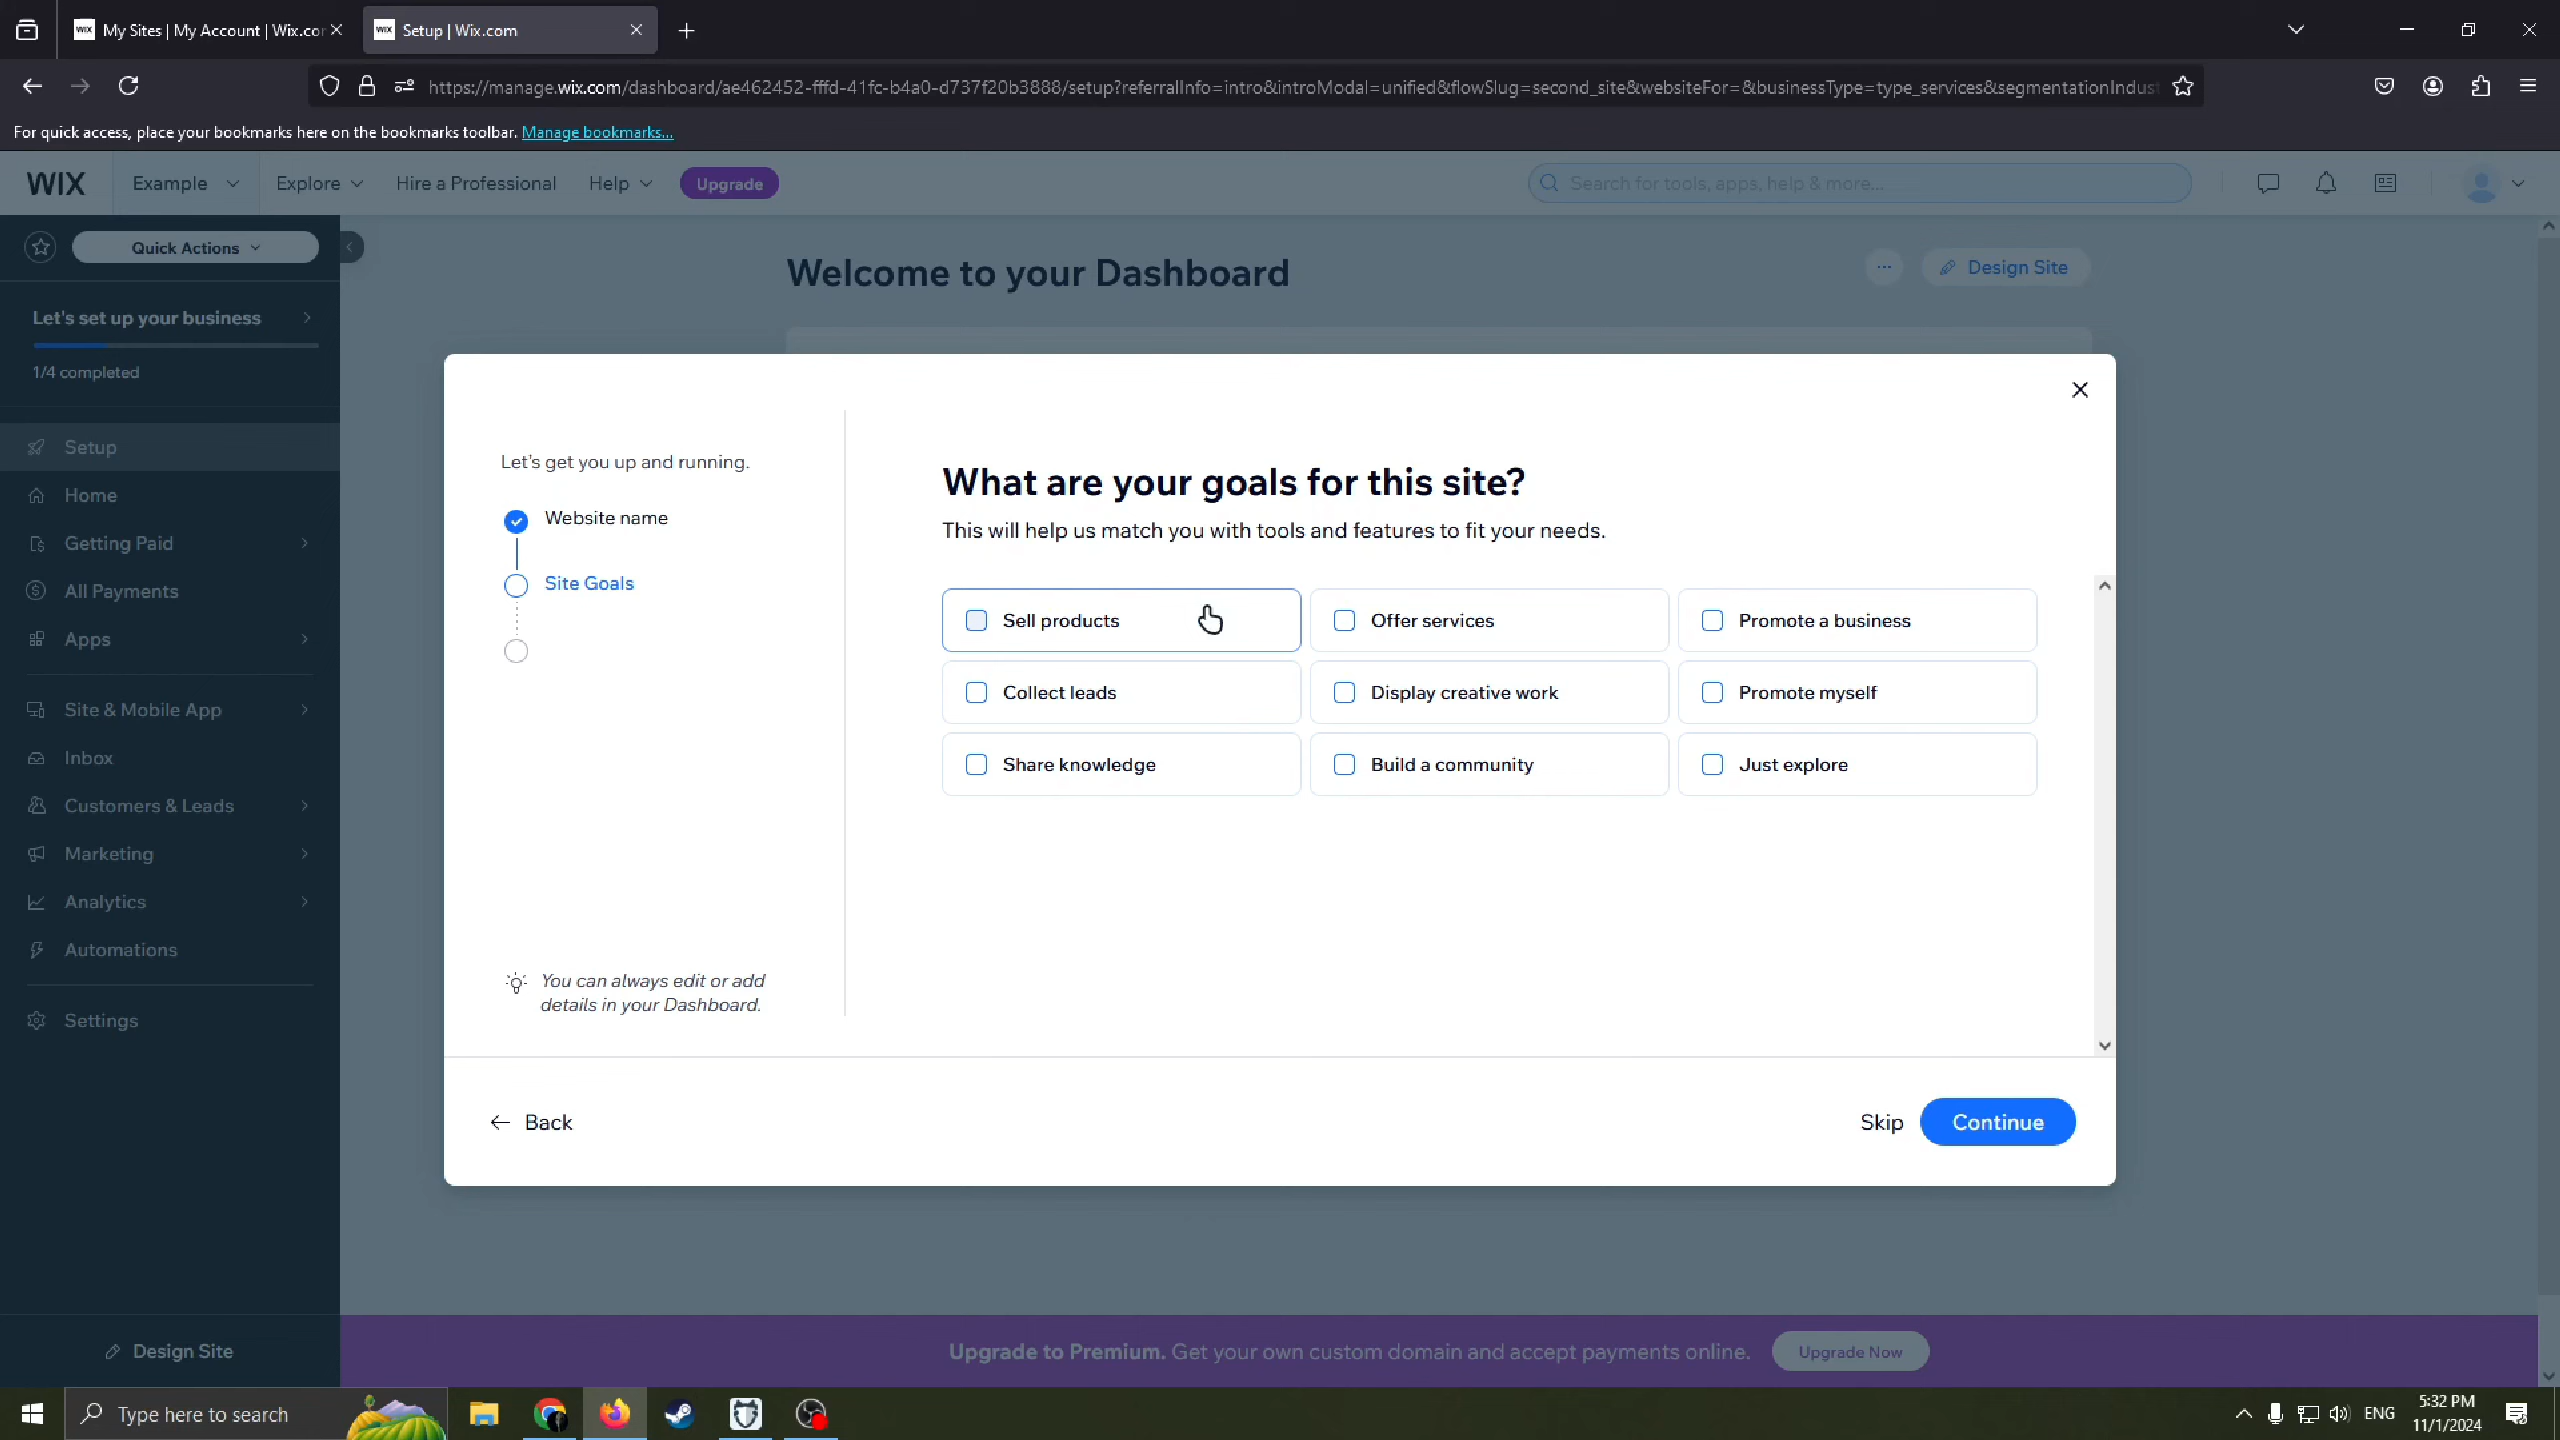 My Sites | My Account | Wix.cor
Setup | Wix.com
https://manage.wix.com/dashboard/ae462452-fffd-41fc-b4a0-d737f20b3888/setup?referralInfo=intro&introModal=unified&flowSlug=second_site&websiteFor=&businessType=type_services&segmentationIndust
For quick access, place your bookmarks here on the bookmarks toolbar. Manage bookmarks...
WIX
Example
Explore
Hire a Professional
Help
Upgrade
Search for tools, apps, help & more...
Quick Actions
Let's set up your business
1/4 completed
Setup
Home
Getting Paid
All Payments
Apps
Site & Mobile App
Inbox
Customers & Leads
Marketing
Analytics
Automations
Settings
Design Site
Welcome to your Dashboard
Design Site
Let's get you up and running.
Website name
Site Goals
You can always edit or add
details in your Dashboard.
What are your goals for this site?
This will help us match you with tools and features to fit your needs.
Sell products
Offer services
Promote a business
Collect leads
Display creative work
Promote myself
Share knowledge
Build a community
Just explore
Back
Skip
Continue
Upgrade to Premium. Get your own custom domain and accept payments online.
Upgrade Now
Type here to search
ENG
5:32 PM
11/1/2024